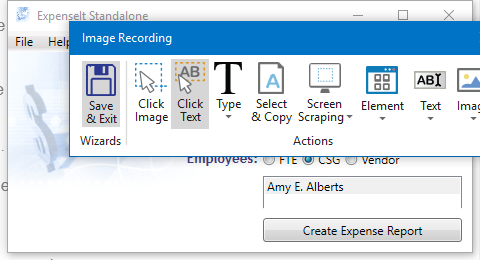 ExpenseIt Standalone
File Help
Image Recording
Save & Exit
Click Image
Click Text
Type
Select & Copy
Screen Scraping
Element
Text
Wizards
Actions
Employees: FTE CSG Vendor
Amy E. Alberts
Create Expense Report